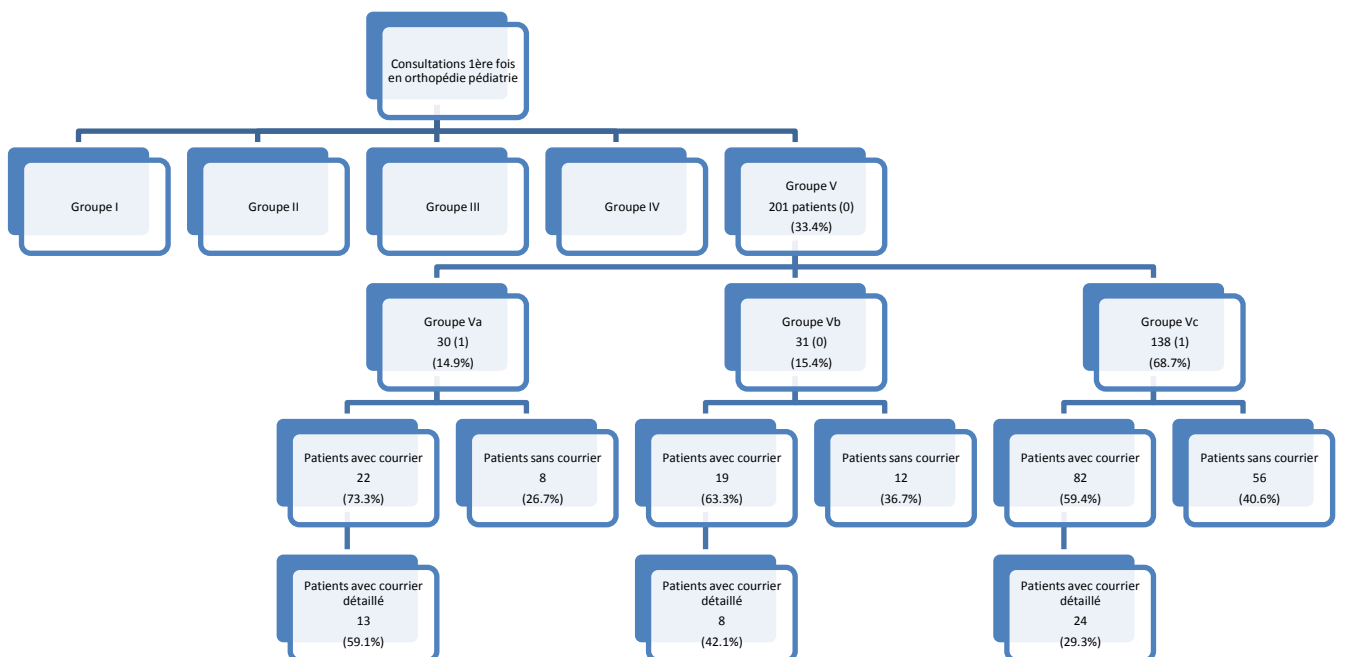 Consultations 1ère fois
en orthopédie pédiatrie
Groupe I
Groupe II
Groupe III
Groupe IV
Groupe V
201 patients (0)
(33.4%)
Groupe Va
30 (1)
(14.9%)
Groupe Vb
31 (0)
(15.4%)
Groupe Vc
138 (1)
(68.7%)
Patients avec courrier
22
(73.3%)
Patients sans courrier
8
(26.7%)
Patients avec courrier
19
(63.3%)
Patients sans courrier
12
(36.7%)
Patients avec courrier
82
(59.4%)
Patients sans courrier
56
(40.6%)
Patients avec courrier
détaillé
13
(59.1%)
Patients avec courrier
détaillé
8
(42.1%)
Patients avec courrier
détaillé
24
(29.3%)